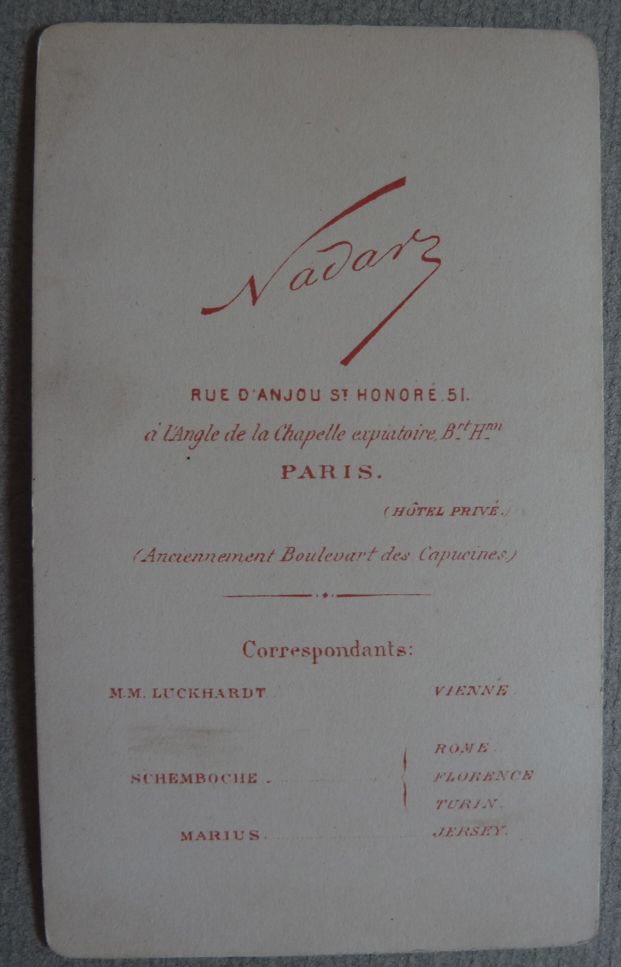 Nadar
RUE D'ANJOU ST HONORÉ.51.
à l'Angle de la Chapelle expiatoire, Brt Hmn
PARIS.
(HÔTEL PRIVÉ.)
(Anciennement Boulevart des Capucines)
Correspondants:
M.M. LUCKHARDT VIENNE.
ROME.
SCHEMBOCHE. FLORENCE
TURIN.
MARIUS. JERSEY.